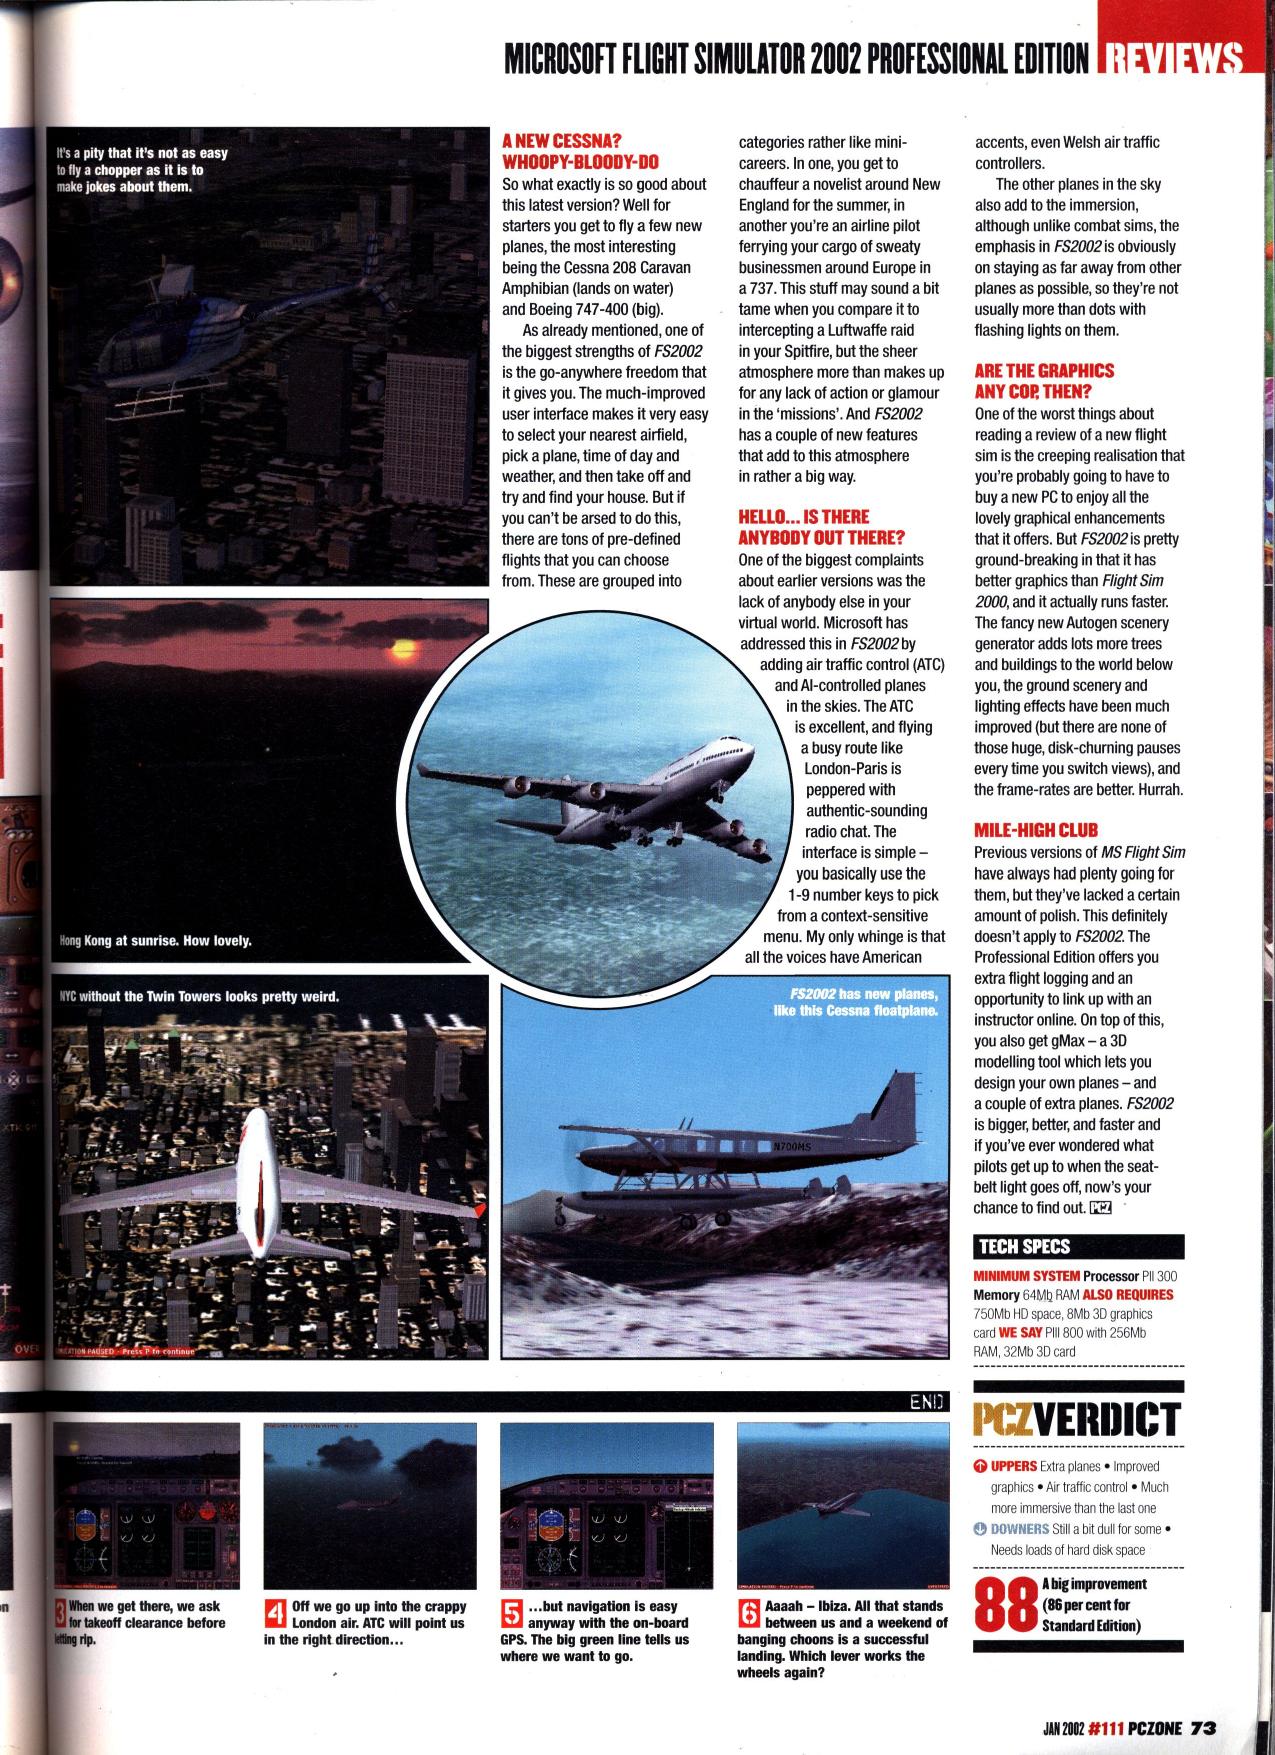 MICROSOFT FLIGHT SIMULATOR 2002 PROFESSIONAL EDITION
REVIEWS
It's a pity that it's not as easy
to fly a chopper as it is to
make jokes about them.
Hong Kong at sunrise. How lovely.
NYC without the Twin Towers looks pretty weird.
Press P to continue
A NEW CESSNA?
WHOOPY-BLOODY-DO
So what exactly is so good about
this latest version? Well for
starters you get to fly a few new
planes, the most interesting
being the Cessna 208 Caravan
Amphibian (lands on water)
and Boeing 747-400 (big).
As already mentioned, one of
the biggest strengths of FS2002
is the go-anywhere freedom that
it gives you. The much-improved
user interface makes it very easy
to select your nearest airfield,
pick a plane, time of day and
weather, and then take off and
try and find your house. But if
you can't be arsed to do this,
there are tons of pre-defined
flights that you can choose
from. These are grouped into
categories rather like mini-
careers. In one, you get to
chauffeur a novelist around New
England for the summer, in
another you're an airline pilot
ferrying your cargo of sweaty
businessmen around Europe in
a 737. This stuff may sound a bit
tame when you compare it to
intercepting a Luftwaffe raid
in your Spitfire, but the sheer
atmosphere more than makes up
for any lack of action or glamour
in the 'missions'. And FS2002
has a couple of new features
that add to this atmosphere
in rather a big way.
HELLO... IS THERE
ANYBODY OUT THERE?
One of the biggest complaints
about earlier versions was the
lack of anybody else in your
virtual world. Microsoft has
addressed this in FS2002 by
adding air traffic control (ATC)
and AI-controlled planes
in the skies. The ATC
is excellent, and flying
a busy route like
London-Paris is
peppered with
authentic-sounding
radio chat. The
interface is simple –
you basically use the
1-9 number keys to pick
from a context-sensitive
menu. My only whinge is that
all the voices have American
FS2002 has new planes,
like this Cessna floatplane.
N700MS
accents, even Welsh air traffic
controllers.
The other planes in the sky
also add to the immersion,
although unlike combat sims, the
emphasis in FS2002 is obviously
on staying as far away from other
planes as possible, so they're not
usually more than dots with
flashing lights on them.
ARE THE GRAPHICS
ANY COP, THEN?
One of the worst things about
reading a review of a new flight
sim is the creeping realisation that
you're probably going to have to
buy a new PC to enjoy all the
lovely graphical enhancements
that it offers. But FS2002 is pretty
ground-breaking in that it has
better graphics than Flight Sim
2000, and it actually runs faster.
The fancy new Autogen scenery
generator adds lots more trees
and buildings to the world below
you, the ground scenery and
lighting effects have been much
improved (but there are none of
those huge, disk-churning pauses
every time you switch views), and
the frame-rates are better. Hurrah.
MILE-HIGH CLUB
Previous versions of MS Flight Sim
have always had plenty going for
them, but they've lacked a certain
amount of polish. This definitely
doesn't apply to FS2002. The
Professional Edition offers you
extra flight logging and an
opportunity to link up with an
instructor online. On top of this,
you also get gMax – a 3D
modelling tool which lets you
design your own planes – and
a couple of extra planes. FS2002
is bigger, better, and faster and
if you've ever wondered what
pilots get up to when the seat-
belt light goes off, now's your
chance to find out. PCZ
TECH SPECS
MINIMUM SYSTEM Processor PII 300
Memory 64Mb RAM ALSO REQUIRES
750Mb HD space, 8Mb 3D graphics
card WE SAY PIII 800 with 256Mb
RAM, 32Mb 3D card
PCZVERDICT
UPPERS Extra planes • Improved
graphics • Air traffic control • Much
more immersive than the last one
DOWNERS Still a bit dull for some •
Needs loads of hard disk space
88 A big improvement
(86 per cent for
Standard Edition)
END
3 When we get there, we ask
for takeoff clearance before
letting rip.
4 Off we go up into the crappy
London air. ATC will point us
in the right direction...
5 ...but navigation is easy
anyway with the on-board
GPS. The big green line tells us
where we want to go.
6 Aaaah – Ibiza. All that stands
between us and a weekend of
banging choons is a successful
landing. Which lever works the
wheels again?
JAN 2002 #111 PCZONE 73